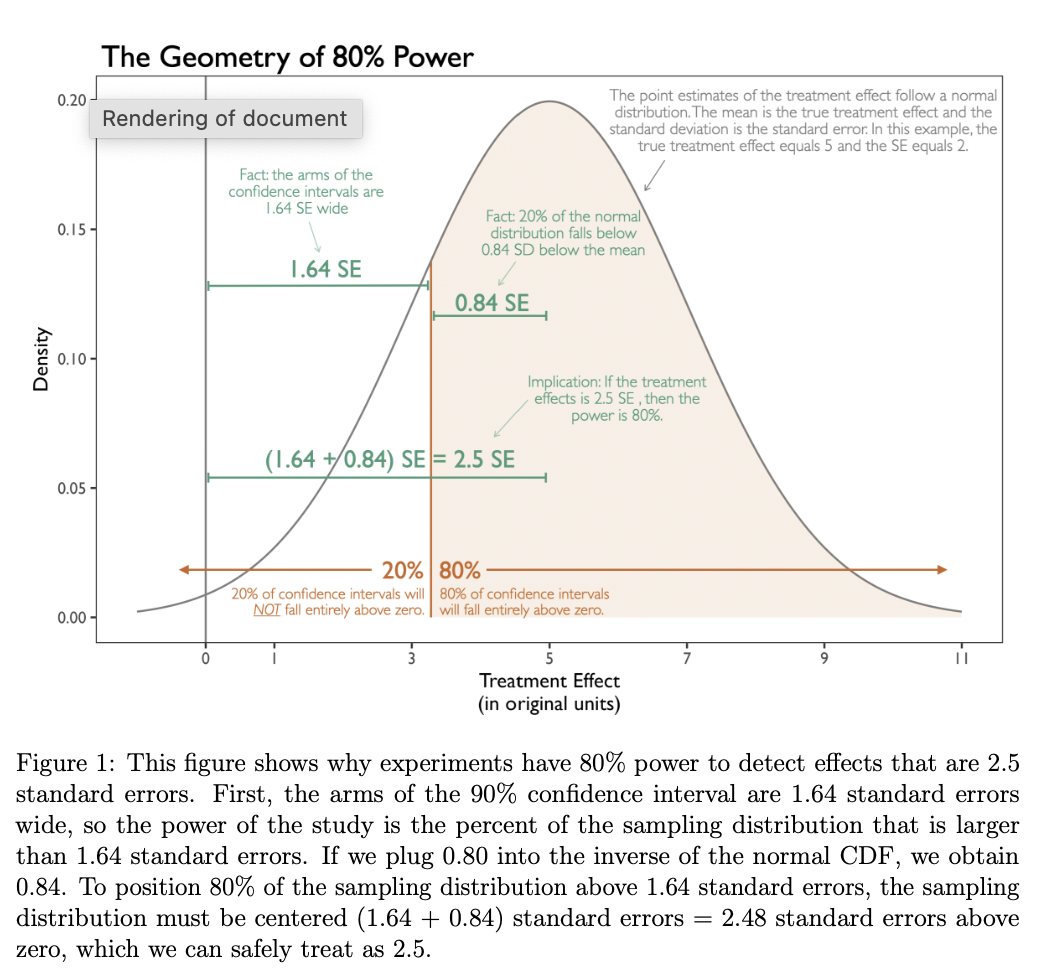 The Geometry of 80% Power
0.20
Rendering of document
The point estimates of the treatment effect follow a normal
distribution. The mean is the true treatment effect and the
standard deviation is the standard error. In this example, the
true treatment effect equals 5 and the SE equals 2.
Fact: the arms of the
confidence intervals are
1.64 SE wide
Fact: 20% of the normal
distribution falls below
0.84 SD below the mean
0.15
1.64 SE
0.84 SE
Density
0.10
Implication: If the treatment
effects is 2.5 SE , then the
power is 80%.
(1.64 + 0.84) SE = 2.5 SE
0.05
20%
80%
20% of confidence intervals will
NOT fall entirely above zero.
80% of confidence intervals
will fall entirely above zero.
0.00
0 1 3 5 7 9 11
Treatment Effect
(in original units)
Figure 1: This figure shows why experiments have 80% power to detect effects that are 2.5
standard errors. First, the arms of the 90% confidence interval are 1.64 standard errors
wide, so the power of the study is the percent of the sampling distribution that is larger
than 1.64 standard errors. If we plug 0.80 into the inverse of the normal CDF, we obtain
0.84. To position 80% of the sampling distribution above 1.64 standard errors, the sampling
distribution must be centered (1.64 + 0.84) standard errors = 2.48 standard errors above
zero, which we can safely treat as 2.5.